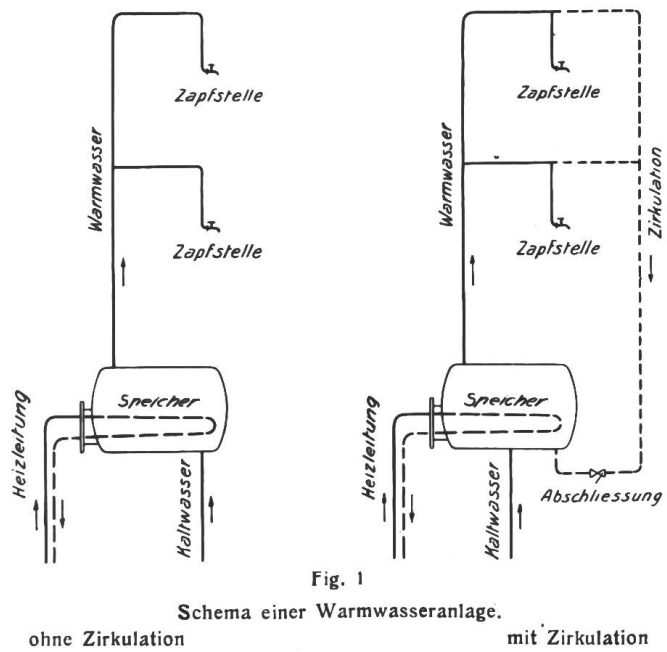 Zapfstelle
Zapfstelle
Warmwasser
Speicher
Heizleitung
Kaltwasser
Zapfstelle
Zapfstelle
Warmwasser
Zirkulation
Speicher
Heizleitung
Kaltwasser
Abschliessung
Fig. 1
Schema einer Warmwasseranlage.
ohne Zirkulation mit Zirkulation